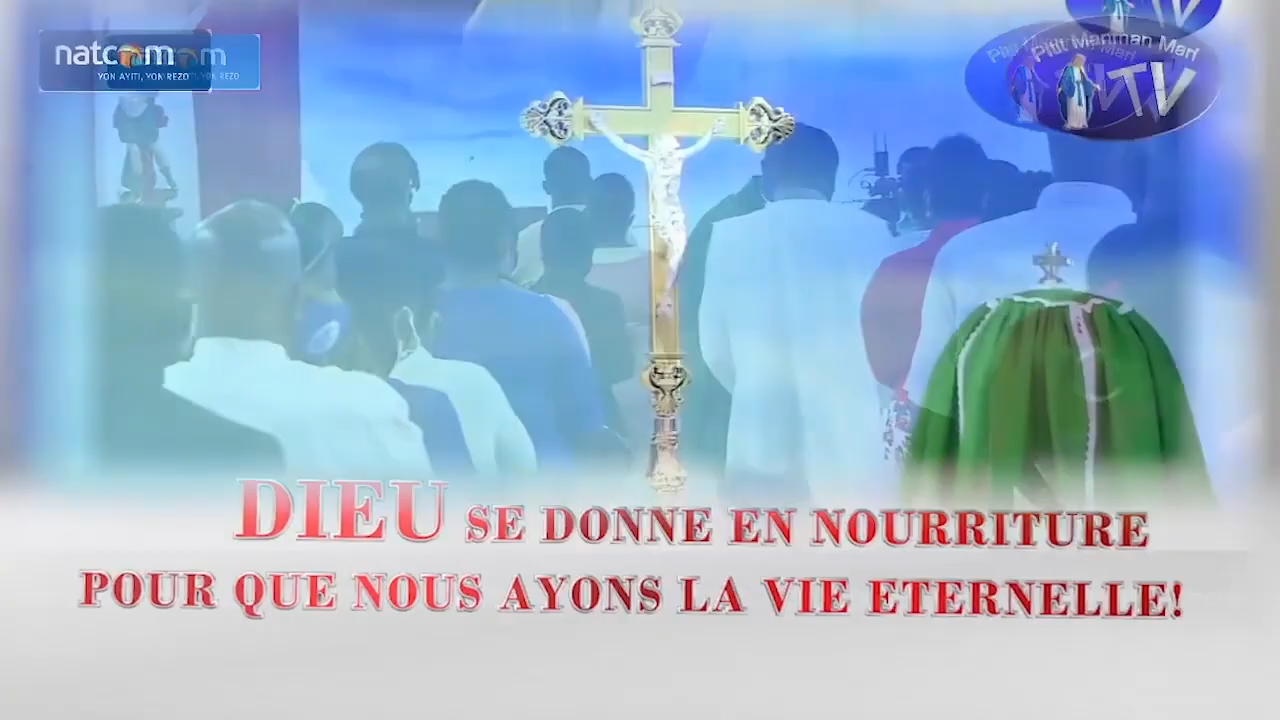 natcom
YON AYITI, YON REZO
Pitit Manman Mari
TV
DIEU SE DONNE EN NOURRITURE
POUR QUE NOUS AYONS LA VIE ETERNELLE!